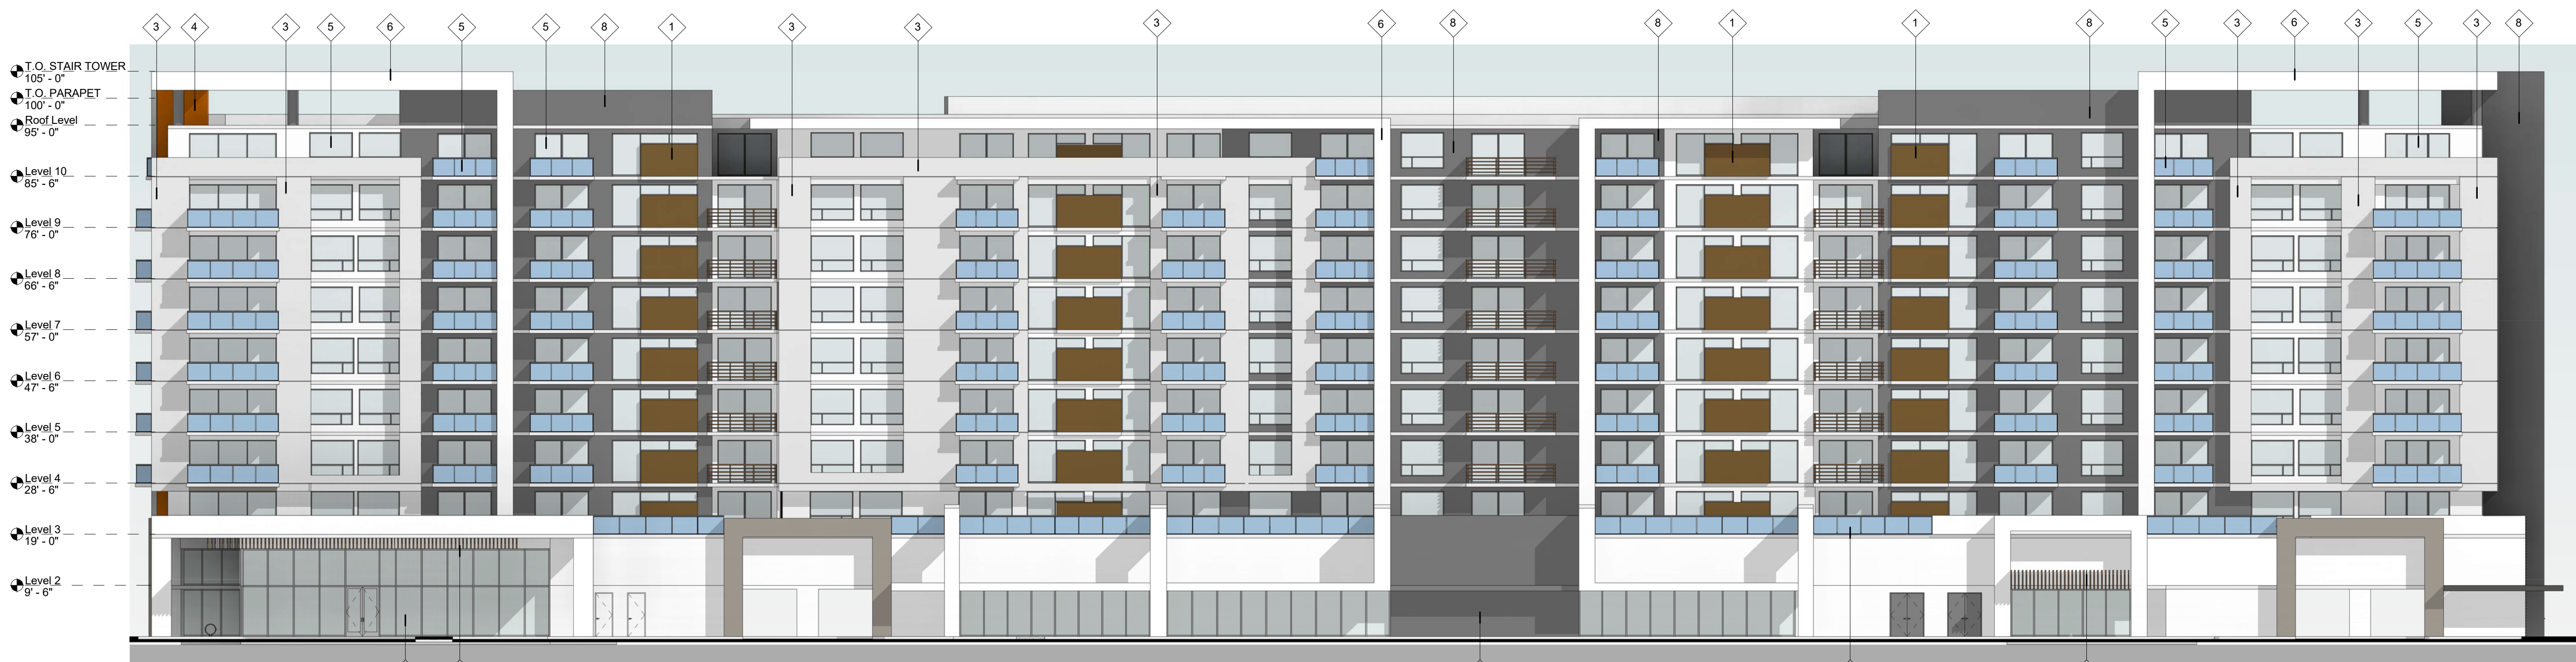 3 4 3 5 6 5 5 8 1 3 3 3 6 8 8 1 1 8 5 3 6 3 5 3 8
T.O. STAIR TOWER
105' - 0"
T.O. PARAPET
100' - 0"
Roof Level
95' - 0"
Level 10
85' - 6"
Level 9
76' - 0"
Level 8
66' - 6"
Level 7
57' - 0"
Level 6
47' - 6"
Level 5
38' - 0"
Level 4
28' - 6"
Level 3
19' - 0"
Level 2
9' - 6"